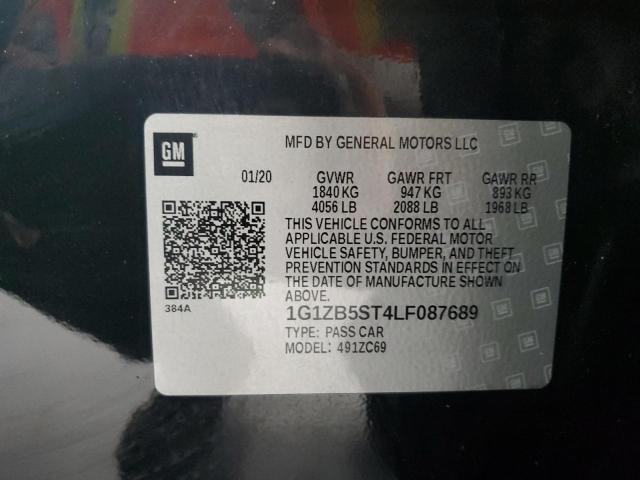 GM
MFD BY GENERAL MOTORS LLC
01/20 GVWR GAWR FRT GAWR RR
1840 KG 947 KG 893 KG
4056 LB 2088 LB 1968 LB
THIS VEHICLE CONFORMS TO ALL
APPLICABLE U.S. FEDERAL MOTOR
VEHICLE SAFETY, BUMPER, AND THEFT
PREVENTION STANDARDS IN EFFECT ON
THE DATE OF MANUFACTURE SHOWN ABOVE.
384A
1G1ZB5ST4LF087689
TYPE: PASS CAR
MODEL: 491ZC69